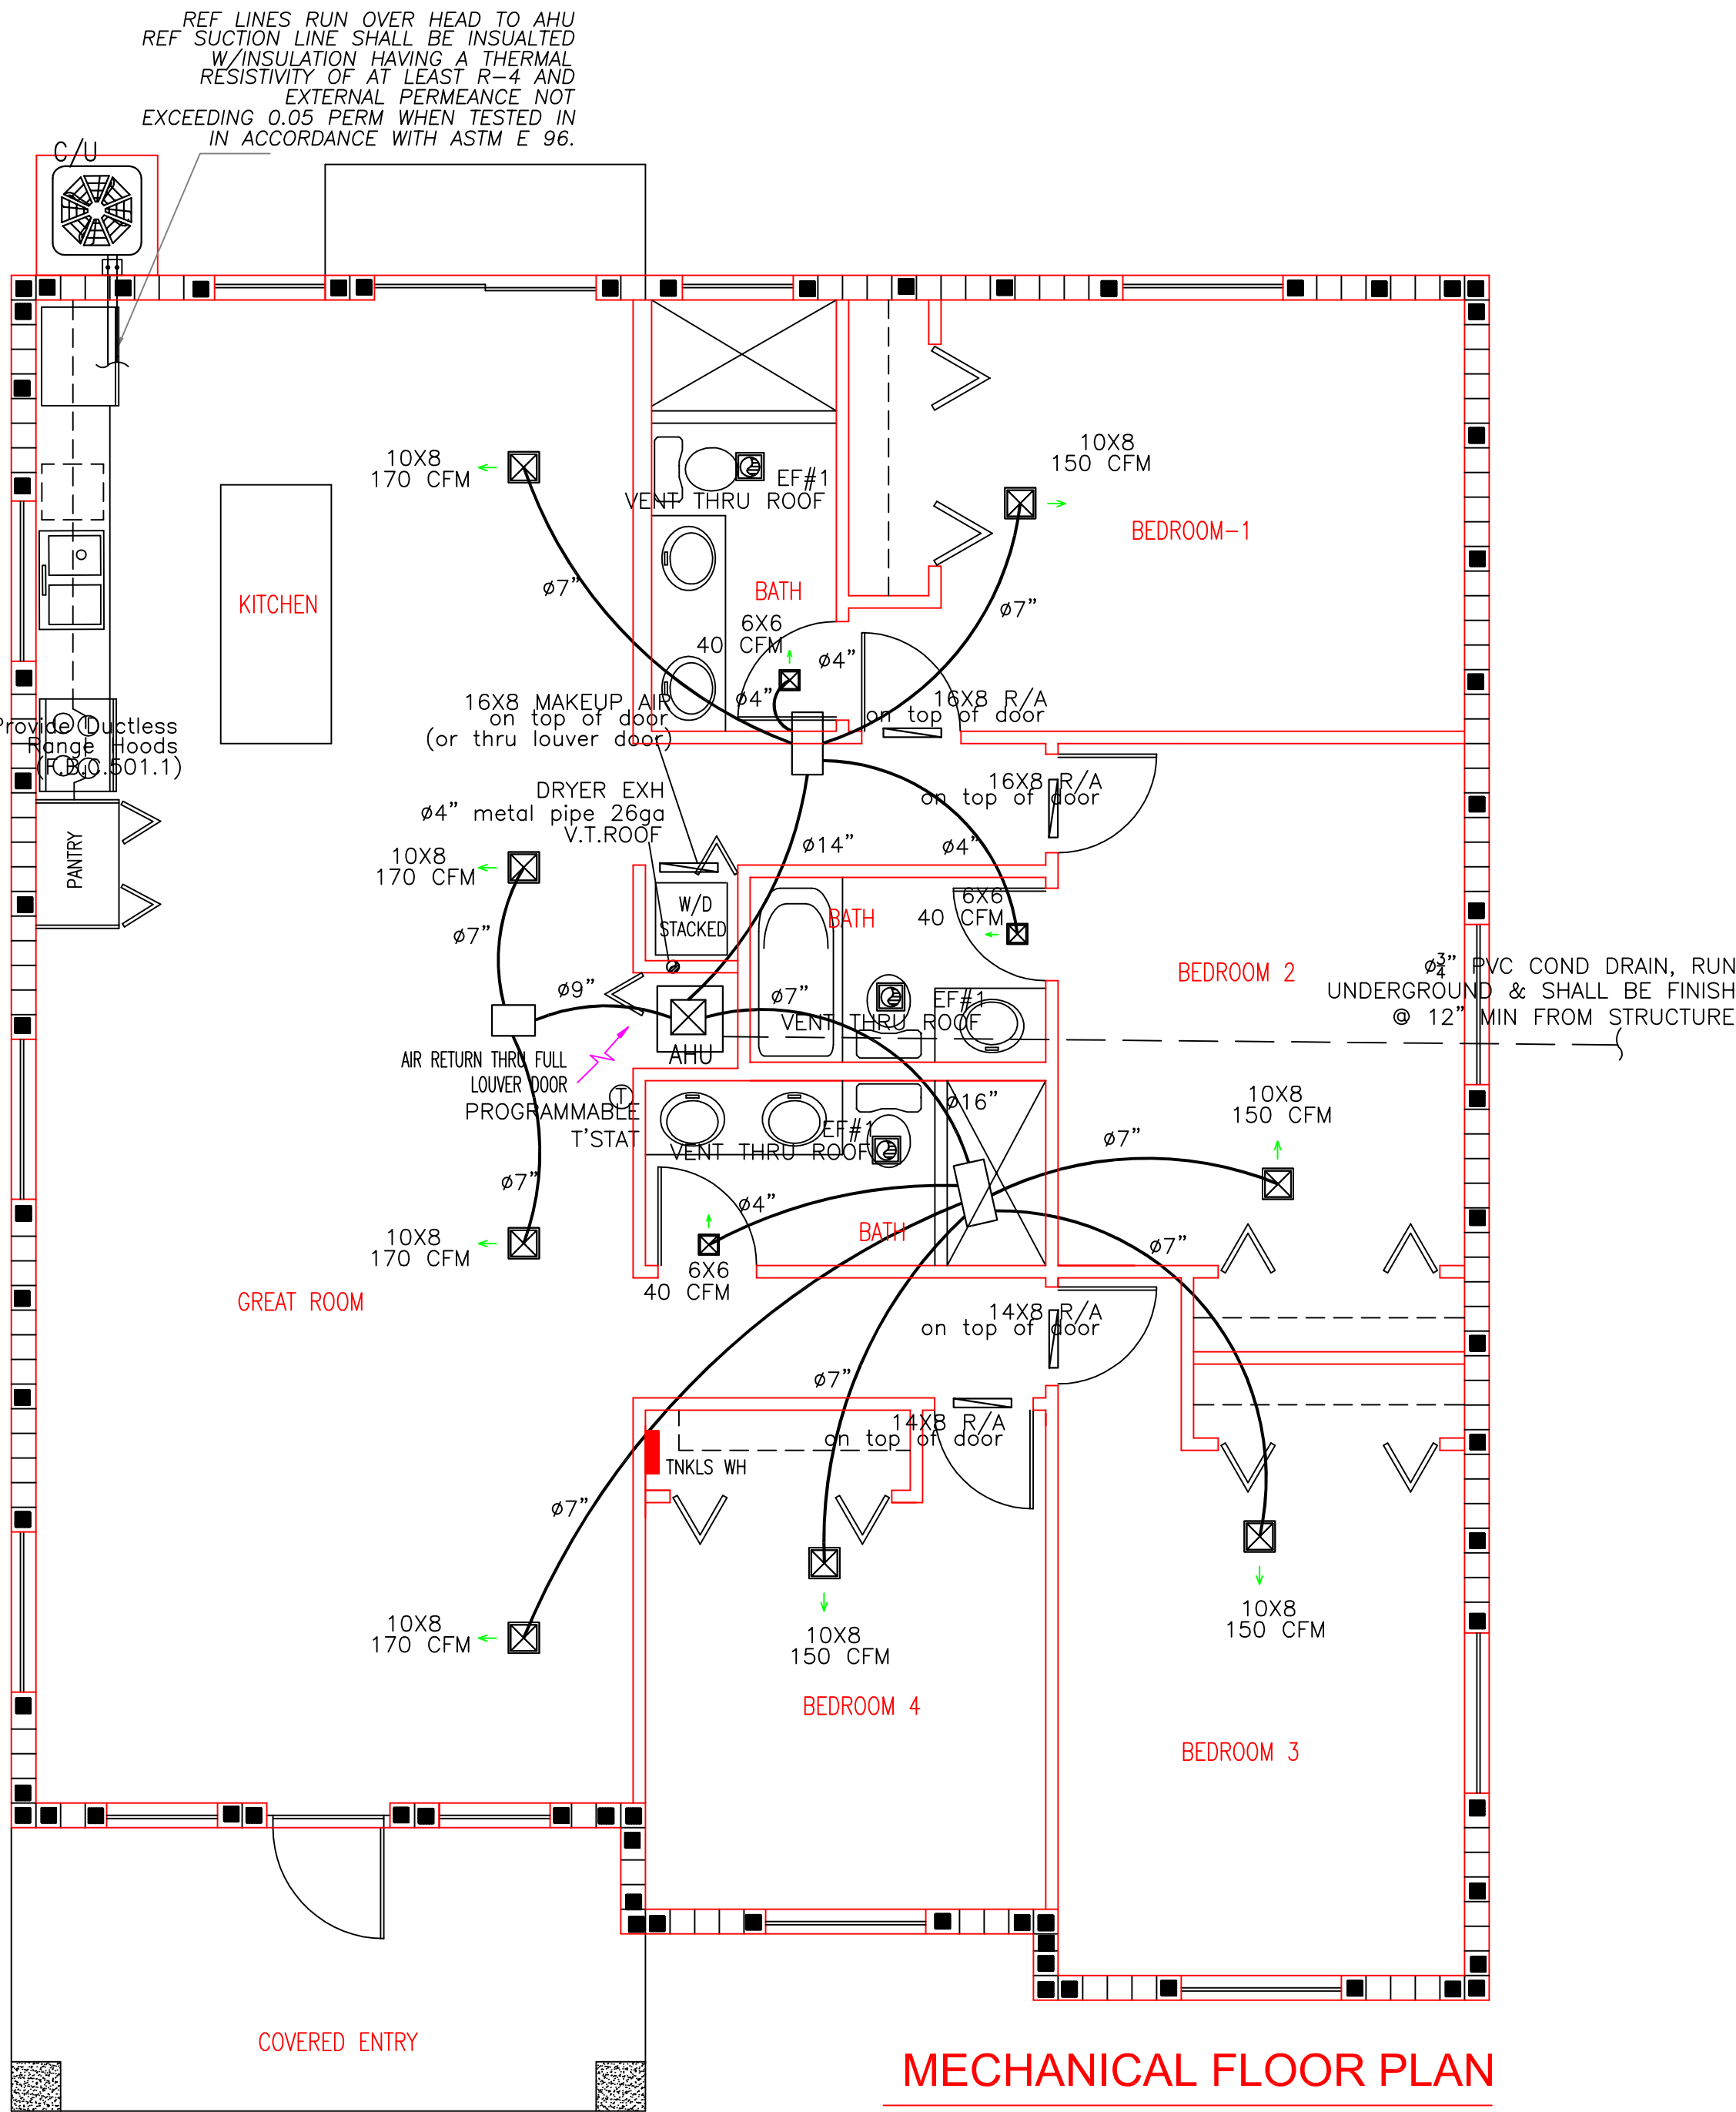 REF LINES RUN OVER HEAD TO AHU
REF SUCTION LINE SHALL BE INSUALTED
W/INSULATION HAVING A THERMAL
RESISTIVITY OF AT LEAST R-4 AND
EXTERNAL PERMEANCE NOT
EXCEEDING 0.05 PERM WHEN TESTED IN
IN ACCORDANCE WITH ASTM E 96.
C/U
10X8
170 CFM
EF#1
VENT THRU ROOF
10X8
150 CFM
BEDROOM-1
KITCHEN
ø7"
BATH
ø7"
6X6
40 CFM
ø4"
ø4"
16X8 MAKEUP AIR
on top of door
(or thru louver door)
16X8 R/A
on top of door
Provide Ductless
Range Hoods
(F.B.C.501.1)
DRYER EXH
ø4" metal pipe 26ga
V.T.ROOF
16X8 R/A
on top of door
PANTRY
10X8
170 CFM
ø14"
ø4"
W/D
STACKED
BATH
6X6
40 CFM
ø7"
BEDROOM 2
ø3/4" PVC COND DRAIN, RUN
UNDERGROUND & SHALL BE FINISH
@ 12" MIN FROM STRUCTURE
ø9"
ø7"
EF#1
VENT THRU ROOF
AHU
AIR RETURN THRU FULL
LOUVER DOOR
T
PROGRAMMABLE
T'STAT
ø16"
EF#1
VENT THRU ROOF
10X8
150 CFM
ø7"
ø7"
ø4"
10X8
170 CFM
BATH
ø7"
6X6
40 CFM
GREAT ROOM
14X8 R/A
on top of door
ø7"
14X8 R/A
on top of door
TNKLS WH
ø7"
10X8
170 CFM
10X8
150 CFM
10X8
150 CFM
BEDROOM 4
BEDROOM 3
COVERED ENTRY
MECHANICAL FLOOR PLAN